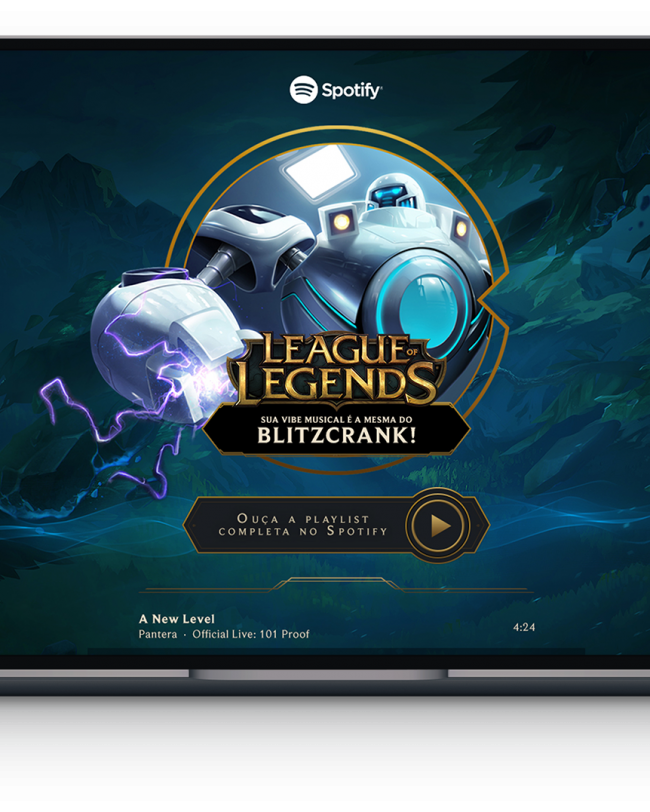 Spotify
LEAGUE OF
LEGENDS
SUA VIBE MUSICAL É A MESMA DO
BLITZCRANK!
OUÇA A PLAYLIST
COMPLETA NO SPOTIFY
A New Level
Pantera · Official Live: 101 Proof
4:24